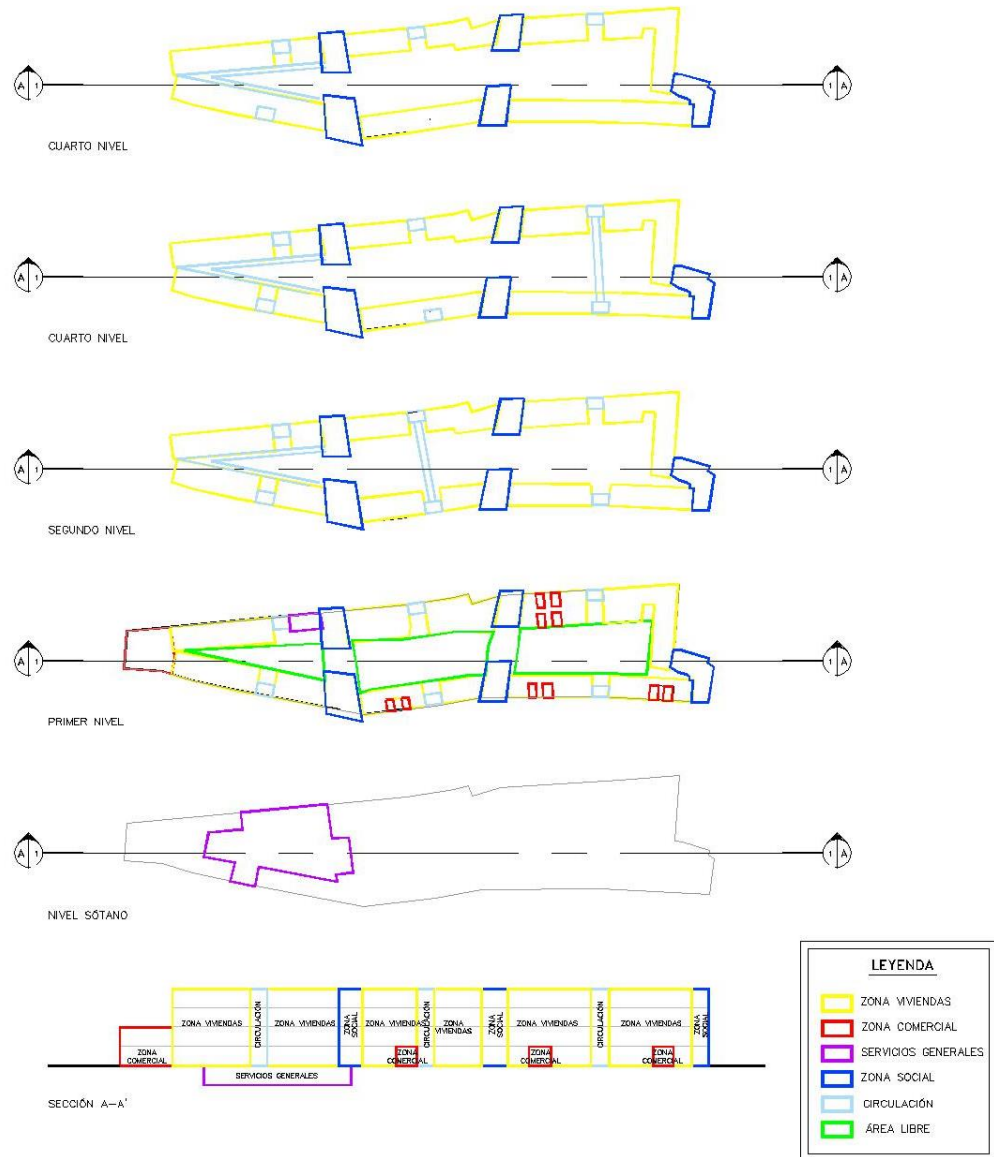 A 1
1 A
CUARTO NIVEL
A 1
1 A
CUARTO NIVEL
A 1
1 A
SEGUNDO NIVEL
A 1
1 A
PRIMER NIVEL
A 1
1 A
NIVEL SÓTANO
ZONA COMERCIAL
ZONA VIVIENDAS
CIRCULACIÓN
ZONA VIVIENDAS
ZONA SOCIAL
ZONA VIVIENDAS
ZONA COMERCIAL
CIRCULACIÓN
ZONA VIVIENDAS
ZONA SOCIAL
ZONA VIVIENDAS
ZONA COMERCIAL
CIRCULACIÓN
ZONA VIVIENDAS
ZONA COMERCIAL
ZONA SOCIAL
SERVICIOS GENERALES
SECCIÓN A-A'
LEYENDA
ZONA VIVIENDAS
ZONA COMERCIAL
SERVICIOS GENERALES
ZONA SOCIAL
CIRCULACIÓN
ÁREA LIBRE